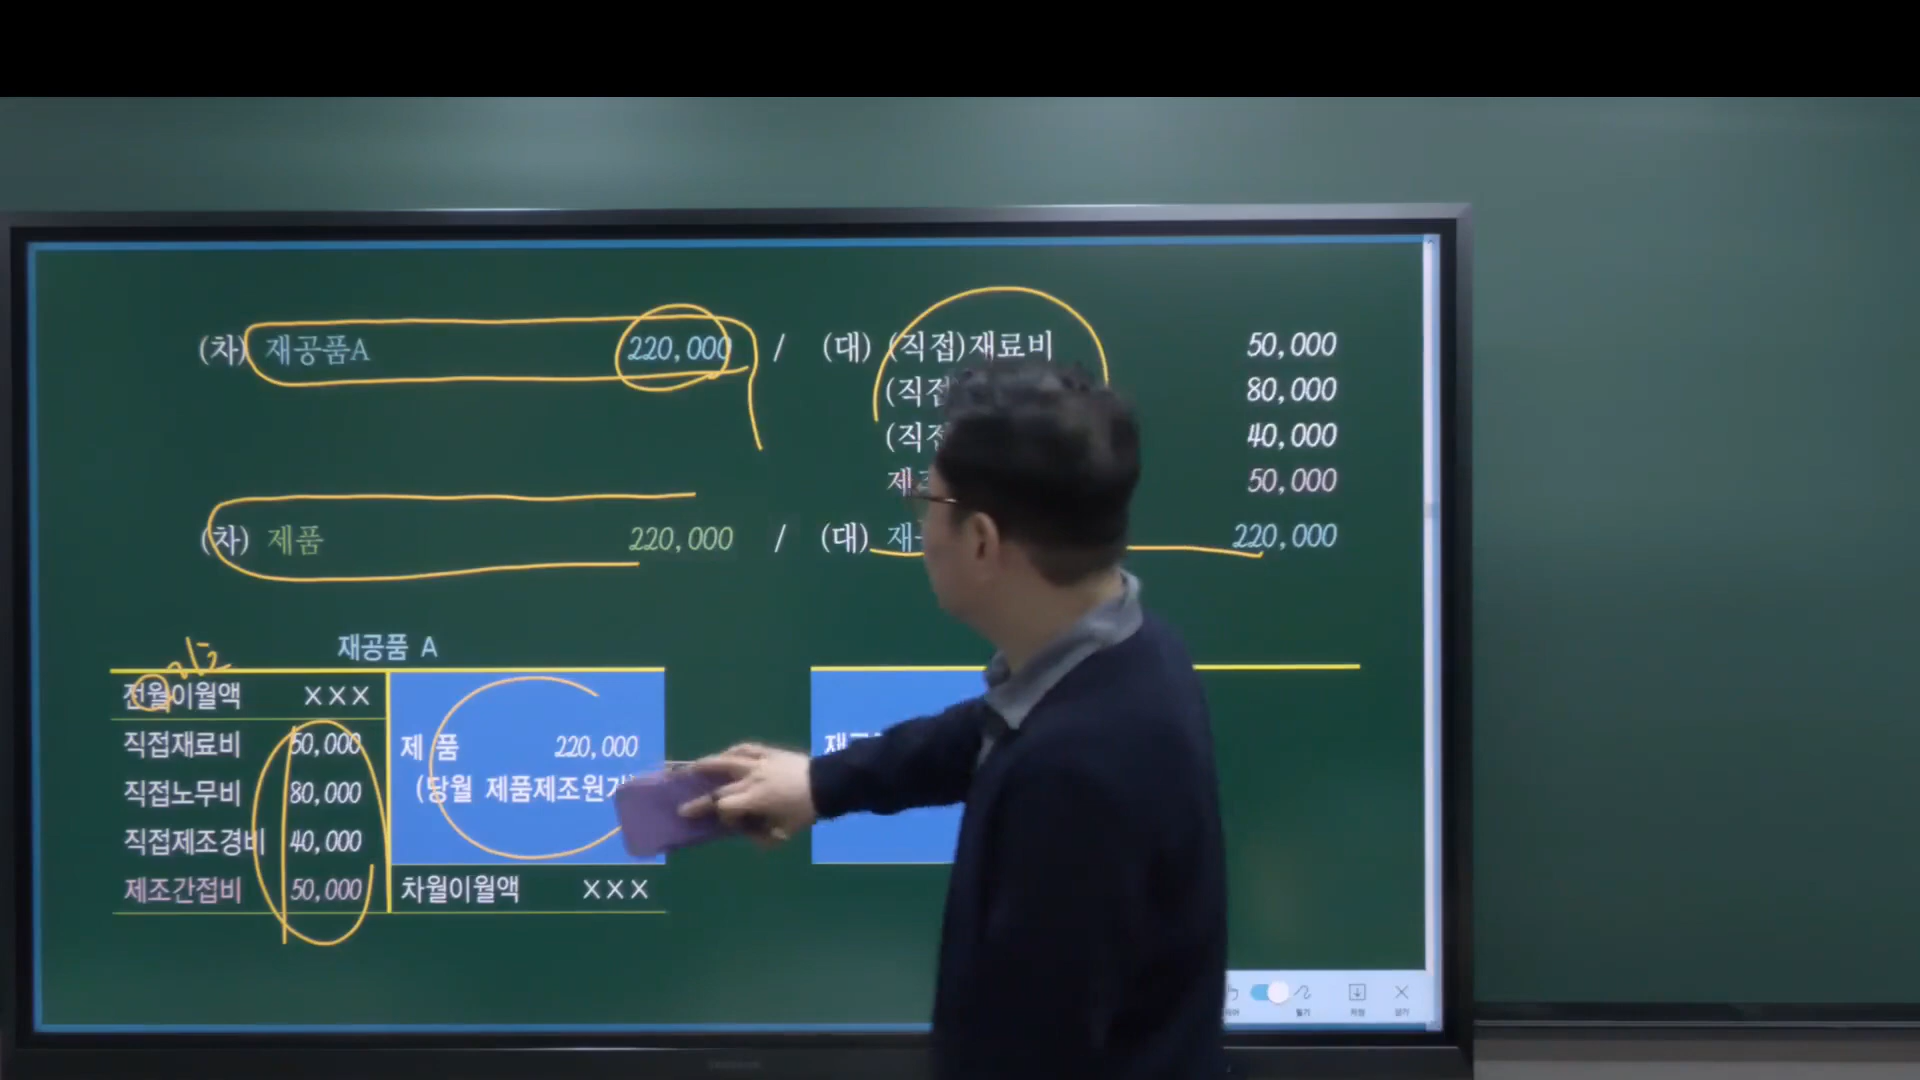 (차) 재공품A 220,000 / (대) (직접)재료비 50,000
(직접 80,000
(직접 40,000
제조 50,000
(차) 제품 220,000 / (대) 재공 220,000
재공품 A
전월이월액 XXX
직접재료비 50,000 제 품 220,000
직접노무비 80,000 (당월 제품제조원가)
직접제조경비 40,000
제조간접비 50,000 차월이월액 XXX